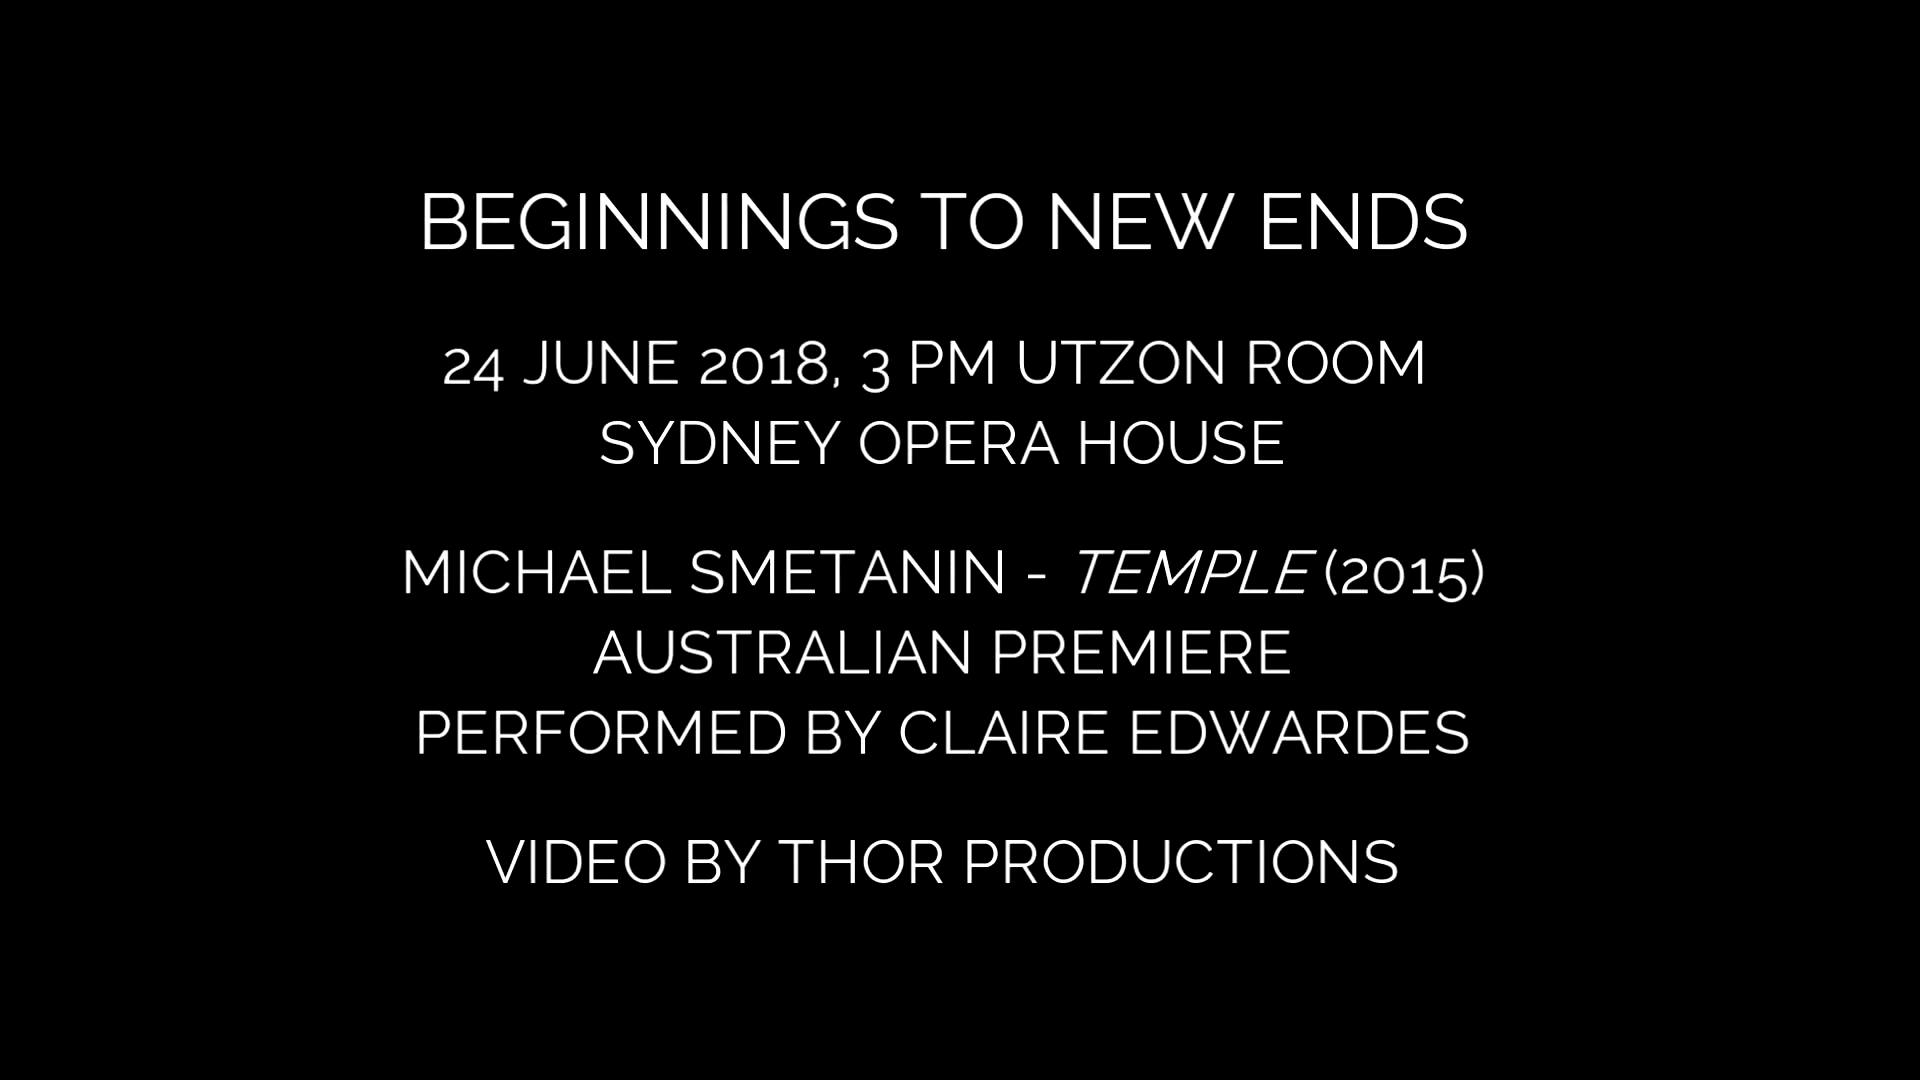 BEGINNINGS TO NEW ENDS
24 JUNE 2018, 3 PM UTZON ROOM
SYDNEY OPERA HOUSE
MICHAEL SMETANIN - TEMPLE (2015)
AUSTRALIAN PREMIERE
PERFORMED BY CLAIRE EDWARDES
VIDEO BY THOR PRODUCTIONS